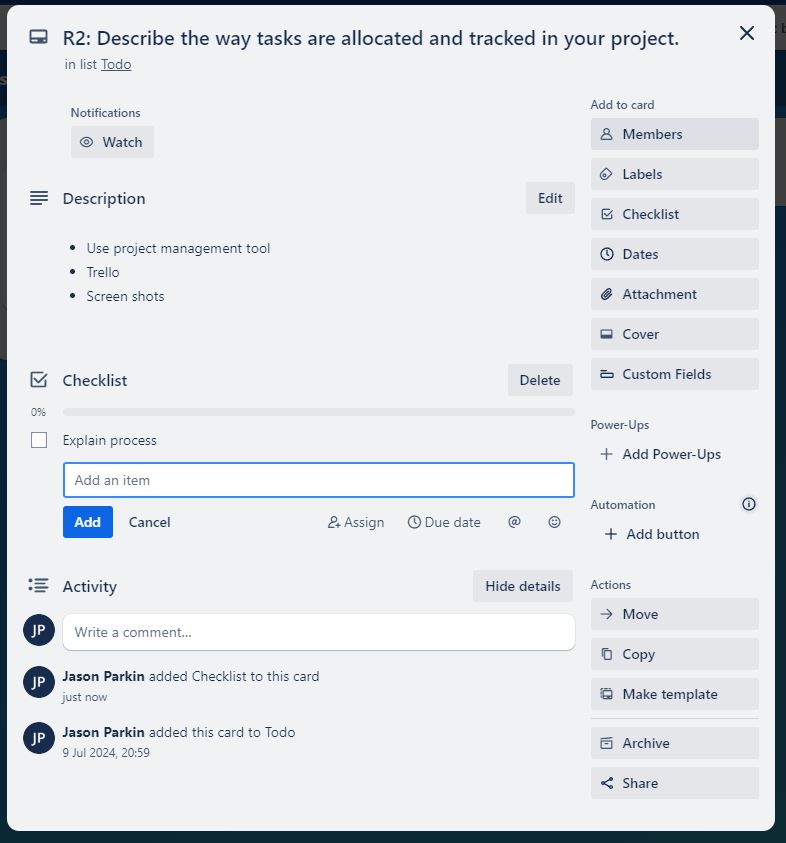 R2: Describe the way tasks are allocated and tracked in your project.
in list Todo
Notifications
Watch
Description
Edit
Use project management tool
Trello
Screen shots
Checklist
Delete
0%
Explain process
Add an item
Add Cancel Assign Due date @
Activity
Hide details
JP
Write a comment...
JP
Jason Parkin added Checklist to this card
just now
JP
Jason Parkin added this card to Todo
9 Jul 2024, 20:59
Add to card
Members
Labels
Checklist
Dates
Attachment
Cover
Custom Fields
Power-Ups
+ Add Power-Ups
Automation
+ Add button
Actions
Move
Copy
Make template
Archive
Share